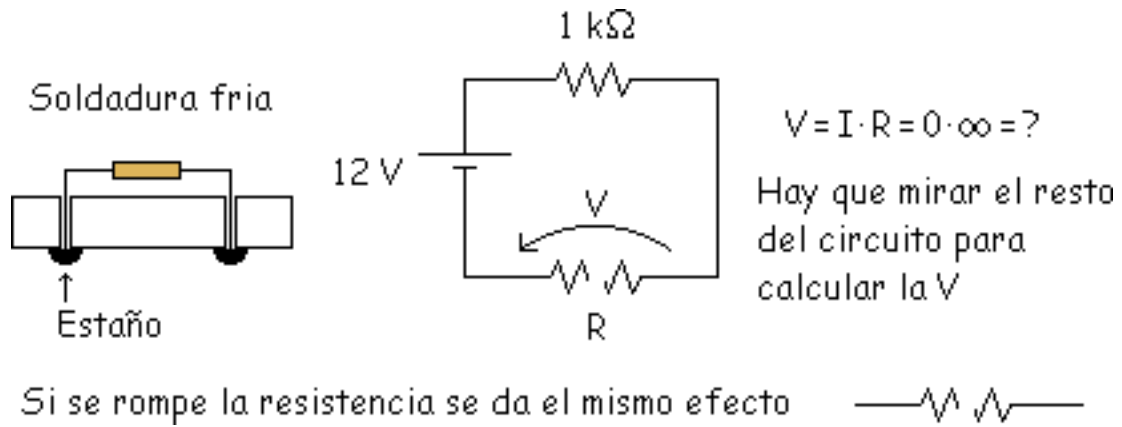 1 kΩ
Soldadura fria
V = I·R = 0·∞ = ?
12 V
V
Hay que mirar el resto
del circuito para
calcular la V
R
Estaño
Si se rompe la resistencia se da el mismo efecto